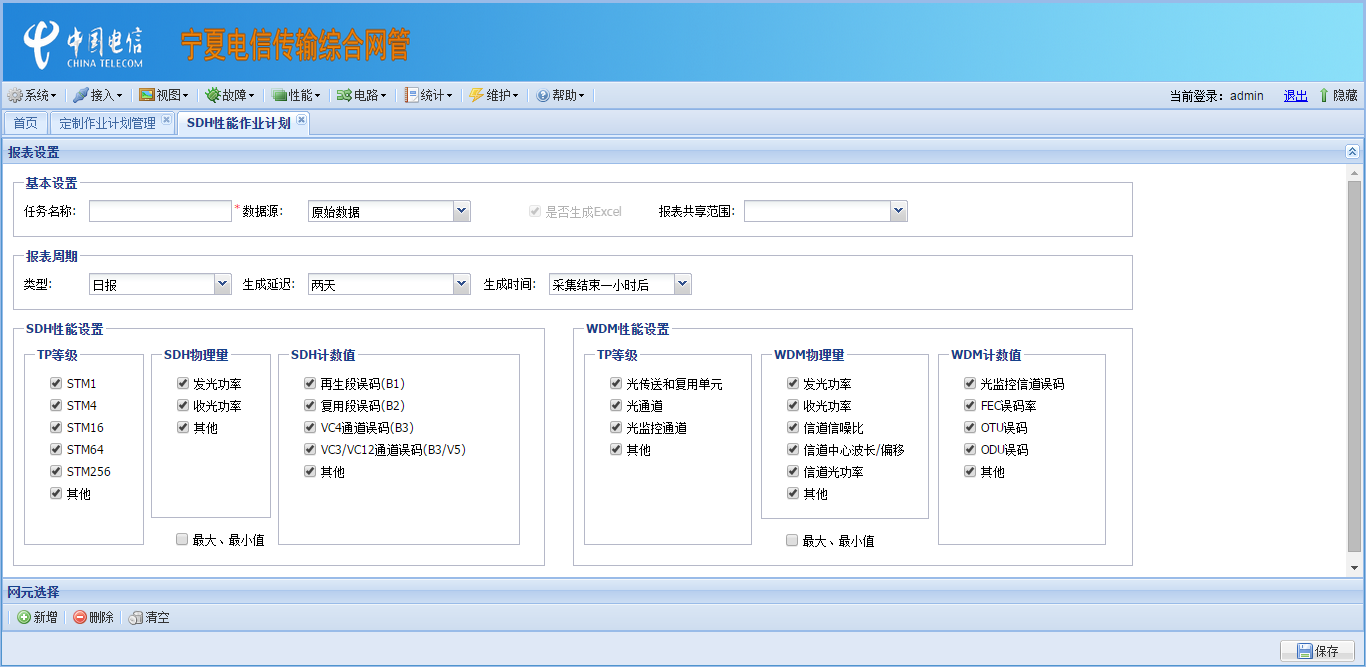 中国电信
CHINA TELECOM
宁夏电信传输综合网管
系统 接入 视图 故障 性能 电路 统计 维护 帮助 当前登录：admin 退出 隐藏
首页 定制作业计划管理 SDH性能作业计划
报表设置
基本设置
任务名称: *数据源: 原始数据 是否生成Excel 报表共享范围:
报表周期
类型: 日报 生成延迟: 两天 生成时间: 采集结束一小时后
SDH性能设置 WDM性能设置
TP等级 SDH物理量 SDH计数值 TP等级 WDM物理量 WDM计数值
STM1 发光功率 再生段误码(B1) 光传送和复用单元 发光功率 光监控信道误码
STM4 收光功率 复用段误码(B2) 光通道 收光功率 FEC误码率
STM16 其他 VC4通道误码(B3) 光监控通道 信道信噪比 OTU误码
STM64 VC3/VC12通道误码(B3/V5) 其他 信道中心波长/偏移 ODU误码
STM256 其他 信道光功率 其他
其他 其他
最大、最小值 最大、最小值
网元选择
新增 删除 清空
保存